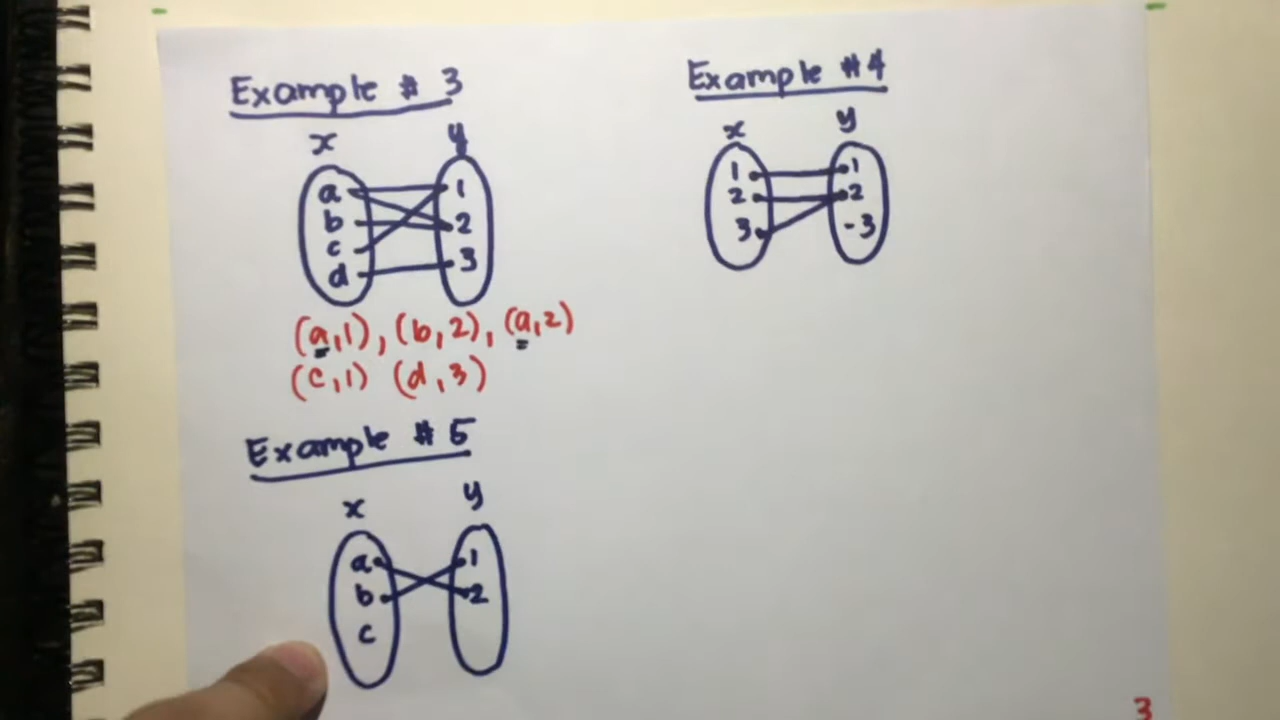 Example # 3
x y
a 1
b 2
c 3
d
(a,1), (b,2), (a,2)
(c,1) (d,3)
Example #4
x y
1 1
2 2
3 -3
Example # 5
x y
a 1
b 2
c
3